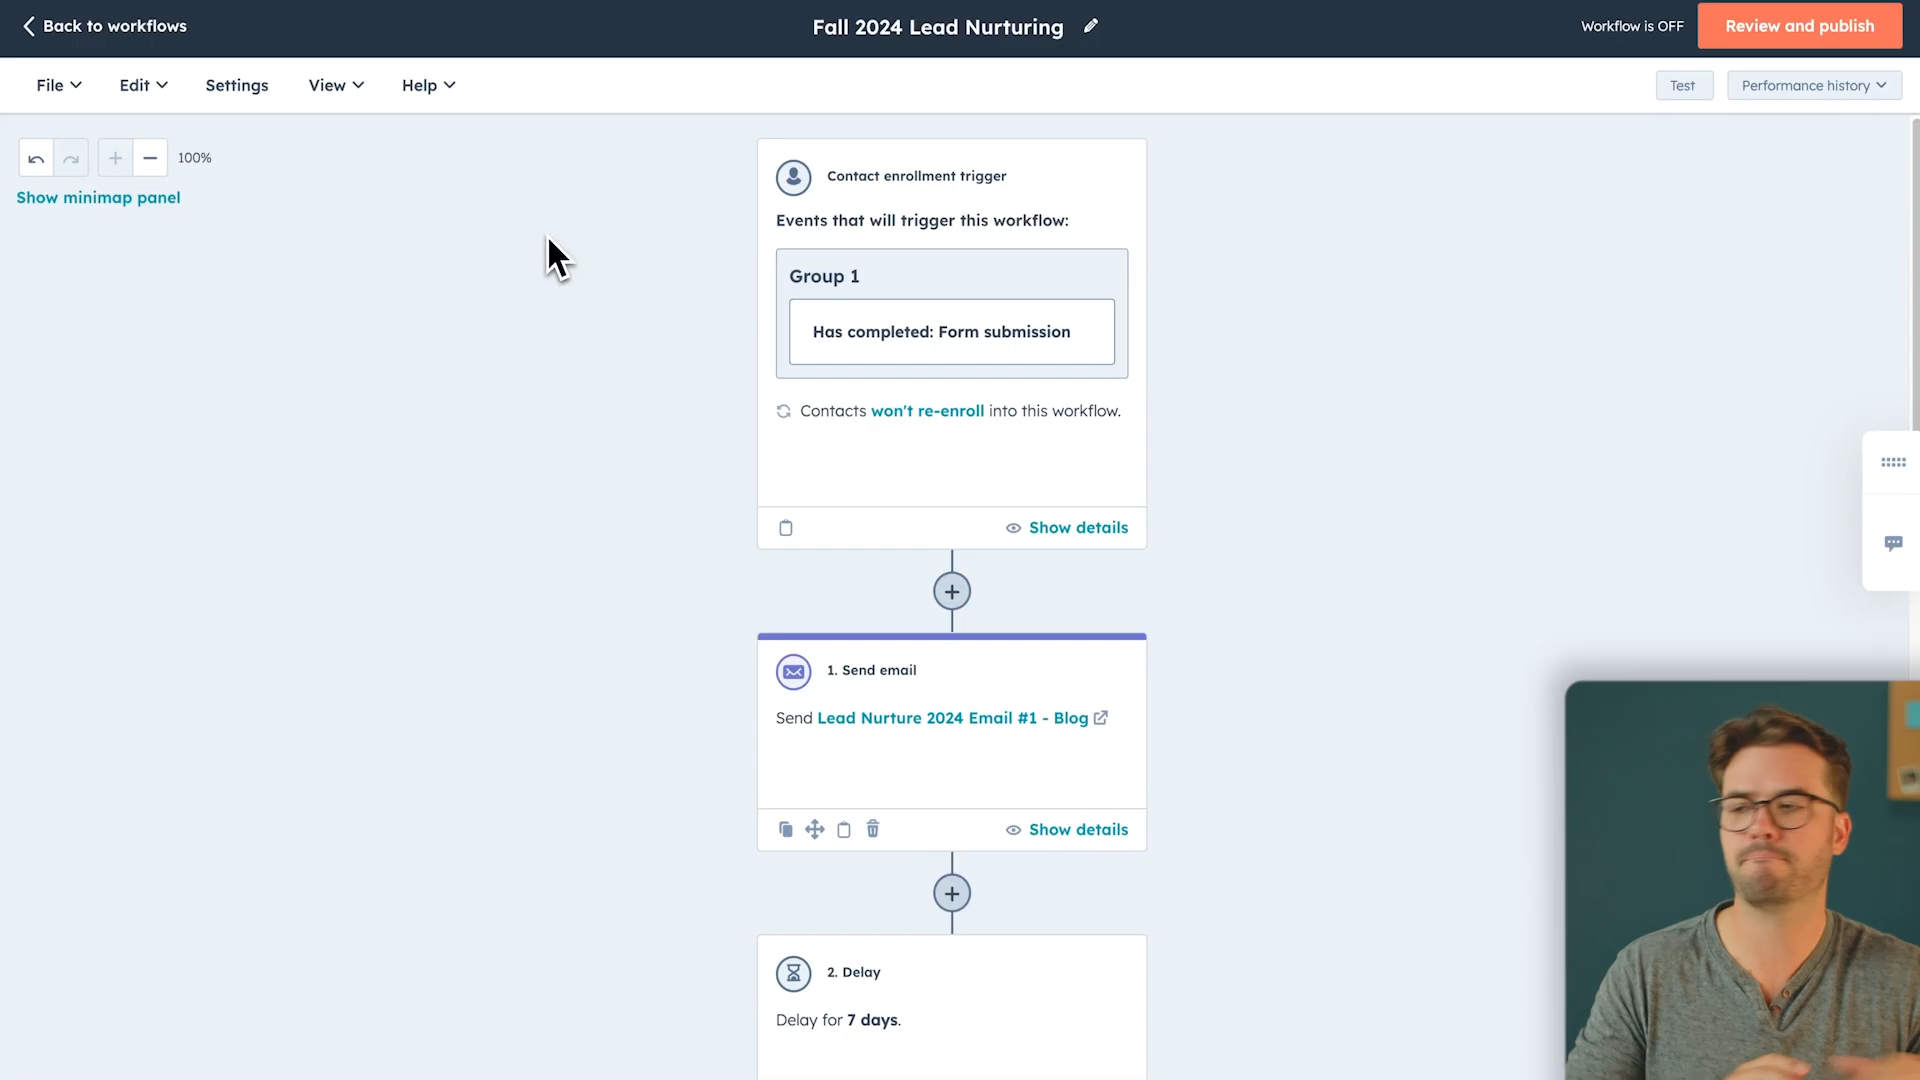 Back to workflows
Fall 2024 Lead Nurturing
Workflow is OFF
Review and publish
File
Edit
Settings
View
Help
Test
Performance history
100%
Show minimap panel
Contact enrollment trigger
Events that will trigger this workflow:
Group 1
Has completed: Form submission
Contacts won't re-enroll into this workflow.
Show details
1. Send email
Send Lead Nurture 2024 Email #1 - Blog
Show details
2. Delay
Delay for 7 days.